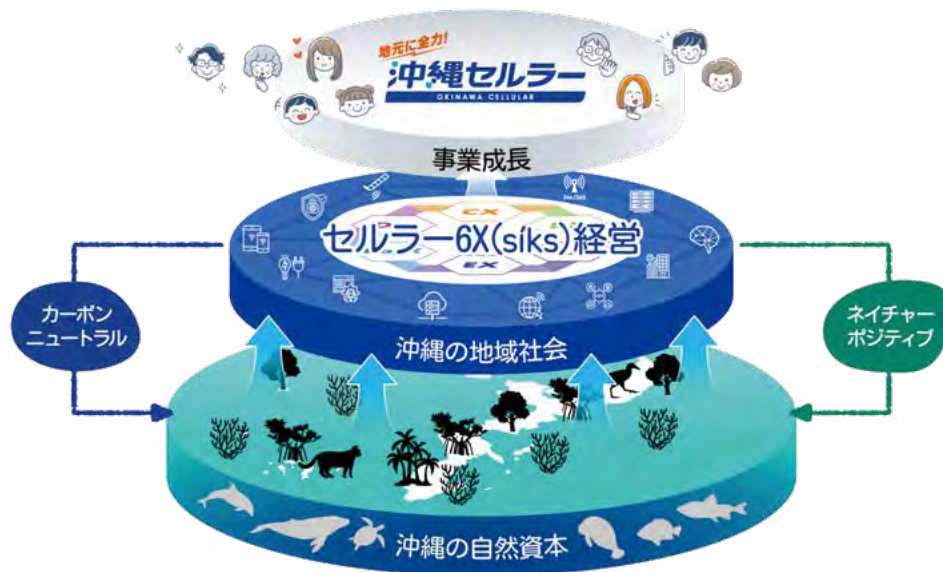 地元に全力!
沖縄セルラー
OKINAWA CELLULAR
事業成長
CX
セルラー6X(síks)経営
EX
カーボン
ニュートラル
ネイチャー
ポジティブ
沖縄の地域社会
沖縄の自然資本